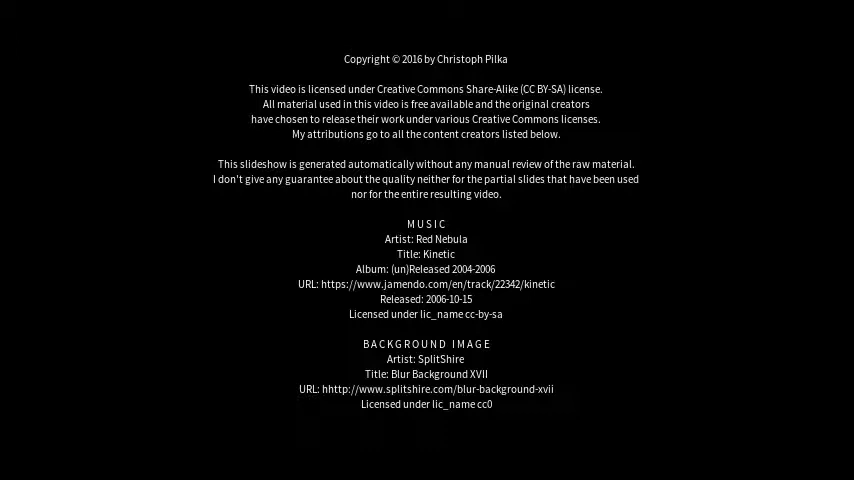 Copyright © 2016 by Christoph Pilka
This video is licensed under Creative Commons Share-Alike (CC BY-SA) license.
All material used in this video is free available and the original creators
have chosen to release their work under various Creative Commons licenses.
My attributions go to all the content creators listed below.
This slideshow is generated automatically without any manual review of the raw material.
I don't give any guarantee about the quality neither for the partial slides that have been used
nor for the entire resulting video.
MUSIC
Artist: Red Nebula
Title: Kinetic
Album: (un)Released 2004-2006
URL: https://www.jamendo.com/en/track/22342/kinetic
Released: 2006-10-15
Licensed under lic_name cc-by-sa
BACKGROUND IMAGE
Artist: SplitShire
Title: Blur Background XVII
URL: hhttp://www.splitshire.com/blur-background-xvii
Licensed under lic_name cc0